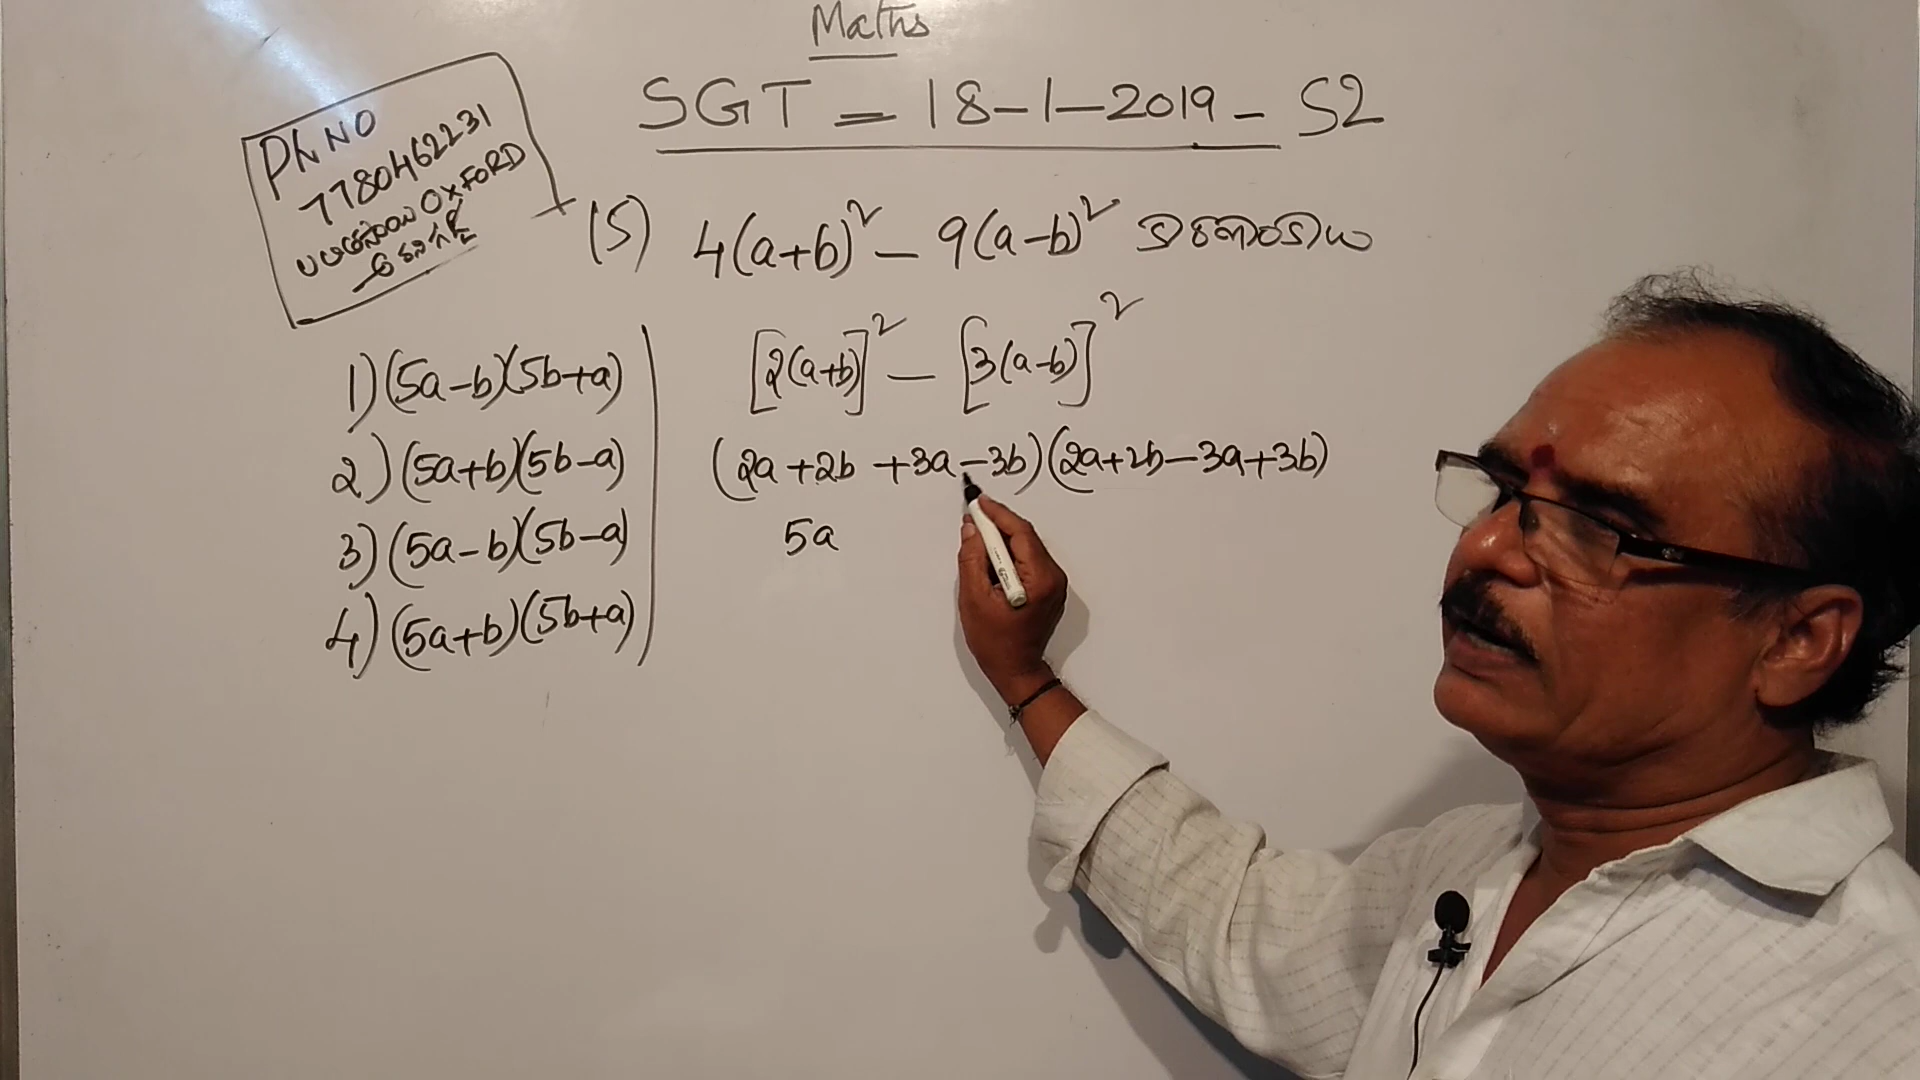 Maths
SGT = 18-1-2019 - S2
Ph NO
7780462231
OXFORD
(5) 4(a+b)² - 9(a-b)²
[2(a+b)]² - [3(a-b)]²
(2a+2b+3a-3b)(2a+2b-3a+3b)
5a
1) (5a-b)(5b+a)
2) (5a+b)(5b-a)
3) (5a-b)(5b-a)
4) (5a+b)(5b+a)